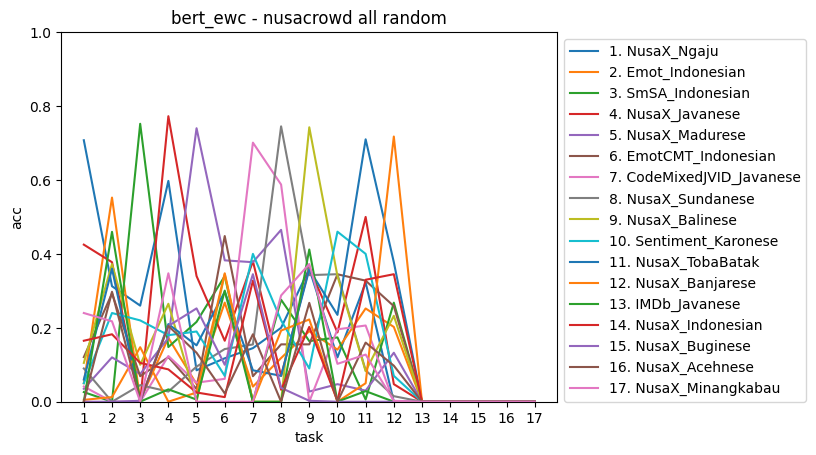 bert_ewc - nusacrowd all random
1.0
0.8
0.6
0.4
0.2
0.0
acc
1 2 3 4 5 6 7 8 9 10 11 12 13 14 15 16 17
task
1. NusaX_Ngaju
2. Emot_Indonesian
3. SmSA_Indonesian
4. NusaX_Javanese
5. NusaX_Madurese
6. EmotCMT_Indonesian
7. CodeMixedJVID_Javanese
8. NusaX_Sundanese
9. NusaX_Balinese
10. Sentiment_Karonese
11. NusaX_TobaBatak
12. NusaX_Banjarese
13. IMDb_Javanese
14. NusaX_Indonesian
15. NusaX_Buginese
16. NusaX_Acehnese
17. NusaX_Minangkabau